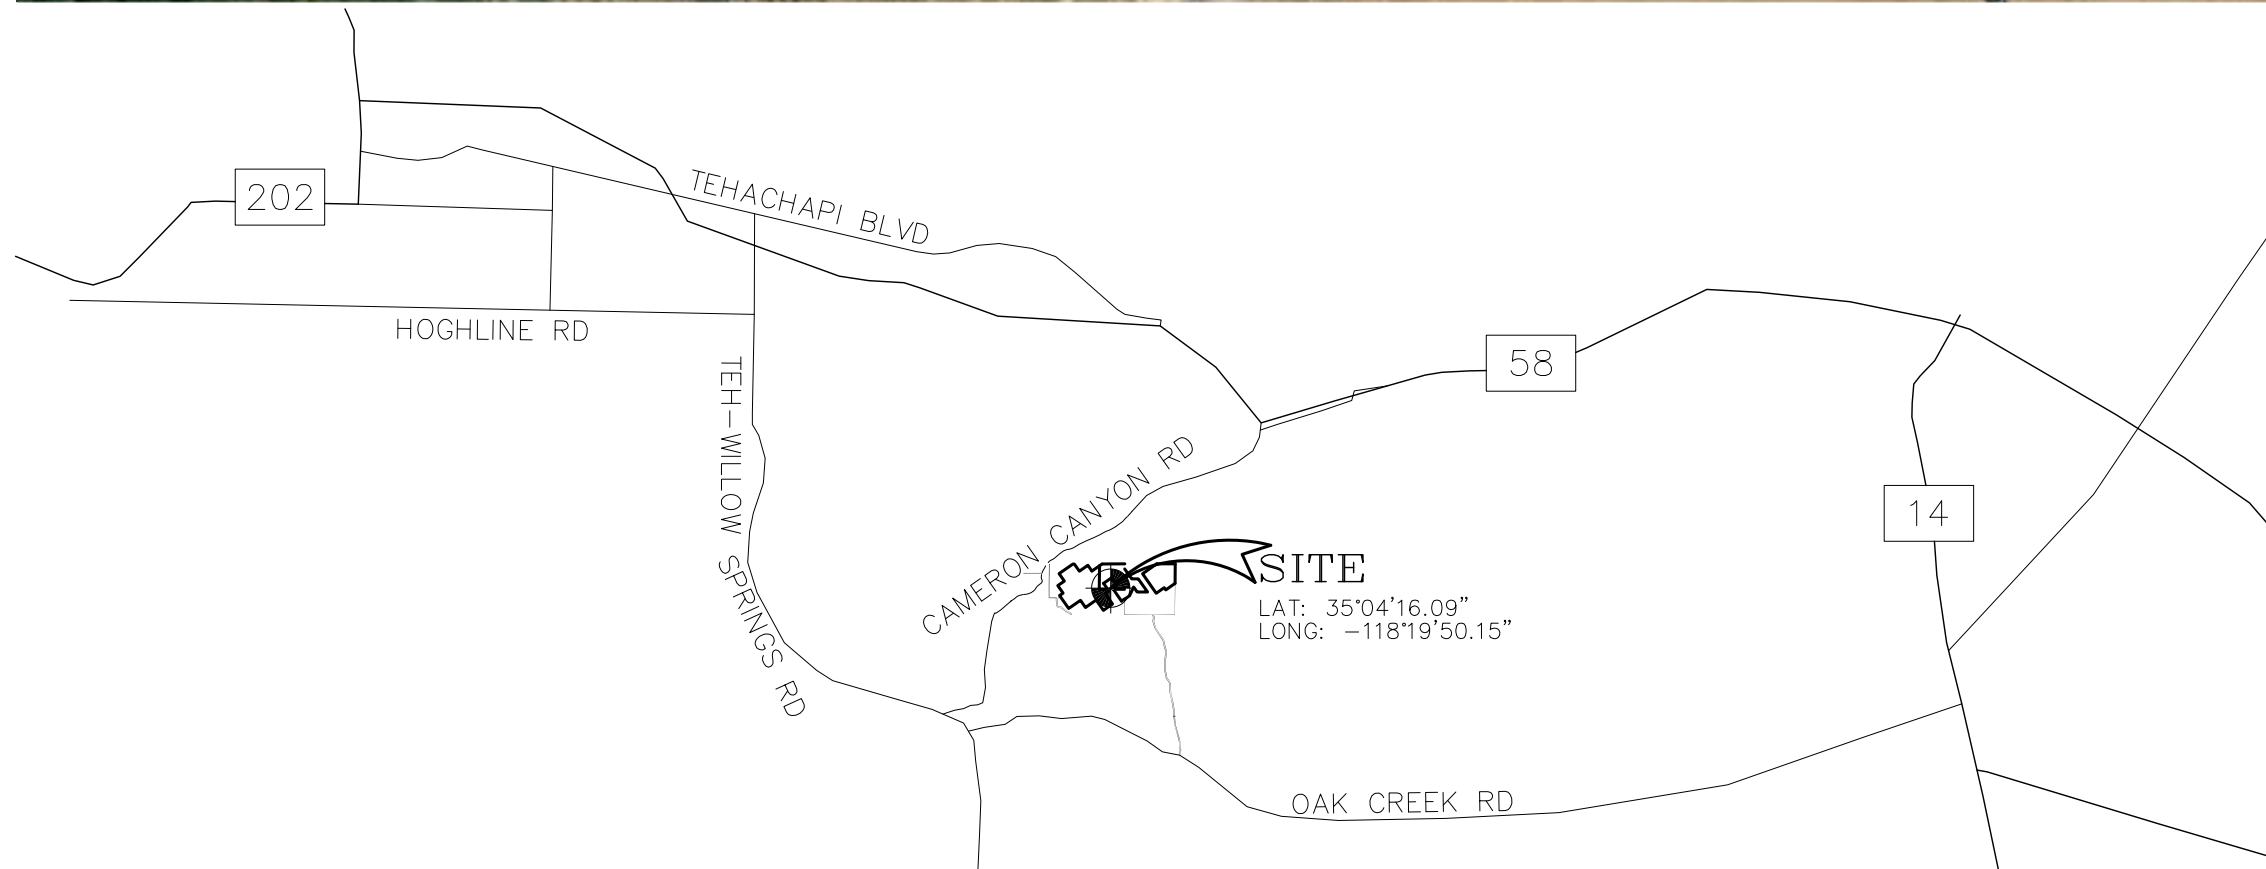 202
TEHACHAPI BLVD
HOGHLINE RD
58
TEH-WILLOW SPRINGS RD
CAMERON CANYON RD
14
SITE
LAT: 35°04'16.09"
LONG: -118°19'50.15"
OAK CREEK RD